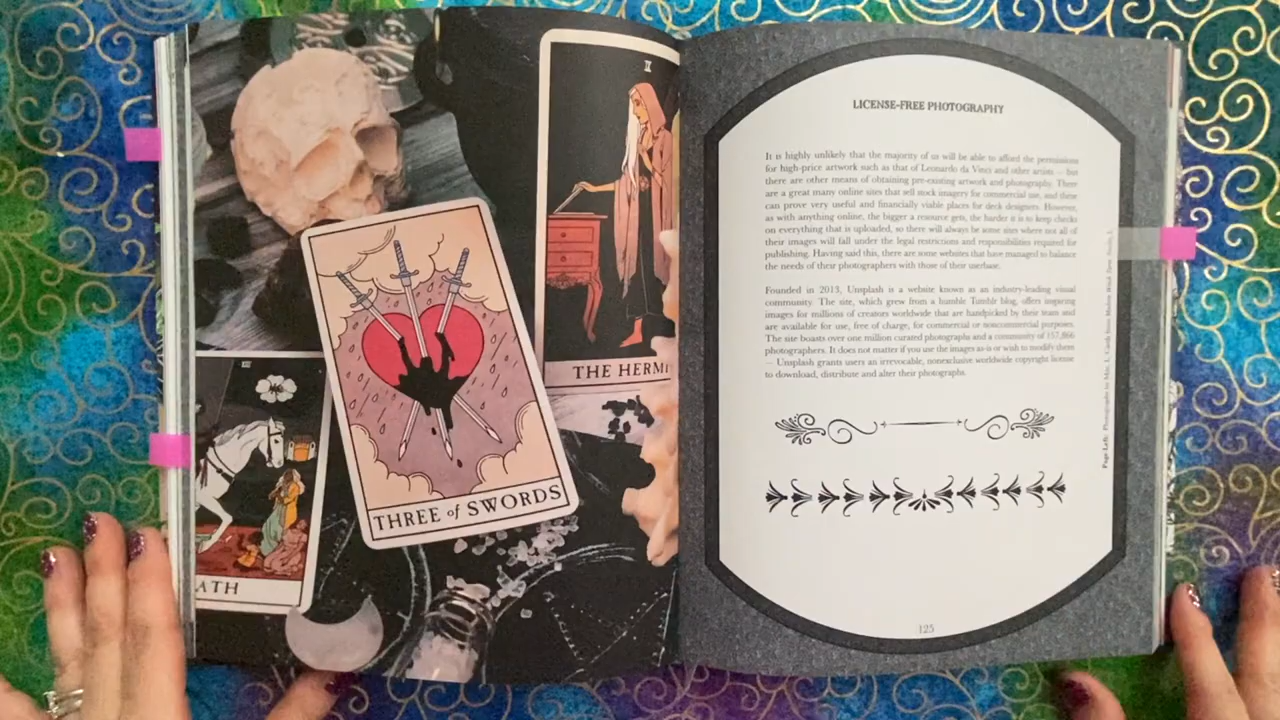 II
THE HERMI
THREE of SWORDS
ATH
LICENSE-FREE PHOTOGRAPHY
It is highly unlikely that the majority of us will be able to afford the permissions
for high-price artwork such as that of Leonardo da Vinci and other artists — but
there are other means of obtaining pre-existing artwork and photography. There
are a great many online sites that sell stock imagery for commercial use, and these
can prove very useful and financially viable places for deck designers. However,
as with anything online, the bigger a resource gets, the harder it is to keep checks
on everything that is uploaded, so there will always be some sites where not all of
their images will fall under the legal restrictions and responsibilities required for
publishing. Having said this, there are some websites that have managed to balance
the needs of their photographers with those of their userbase.
Founded in 2013, Unsplash is a website known as an industry-leading visual
community. The site, which grew from a humble Tumblr blog, offers inspiring
images for millions of creators worldwide that are handpicked by their team and
are available for use, free of charge, for commercial or noncommercial purposes.
The site boasts over one million curated photographs and a community of 157,866
photographers. It does not matter if you use the images as-is or wish to modify them
— Unsplash grants users an irrevocable, nonexclusive worldwide copyright license
to download, distribute and alter their photographs.
Page Left: Photography by Mia. L. Cards from Modern Witch Tarot
125